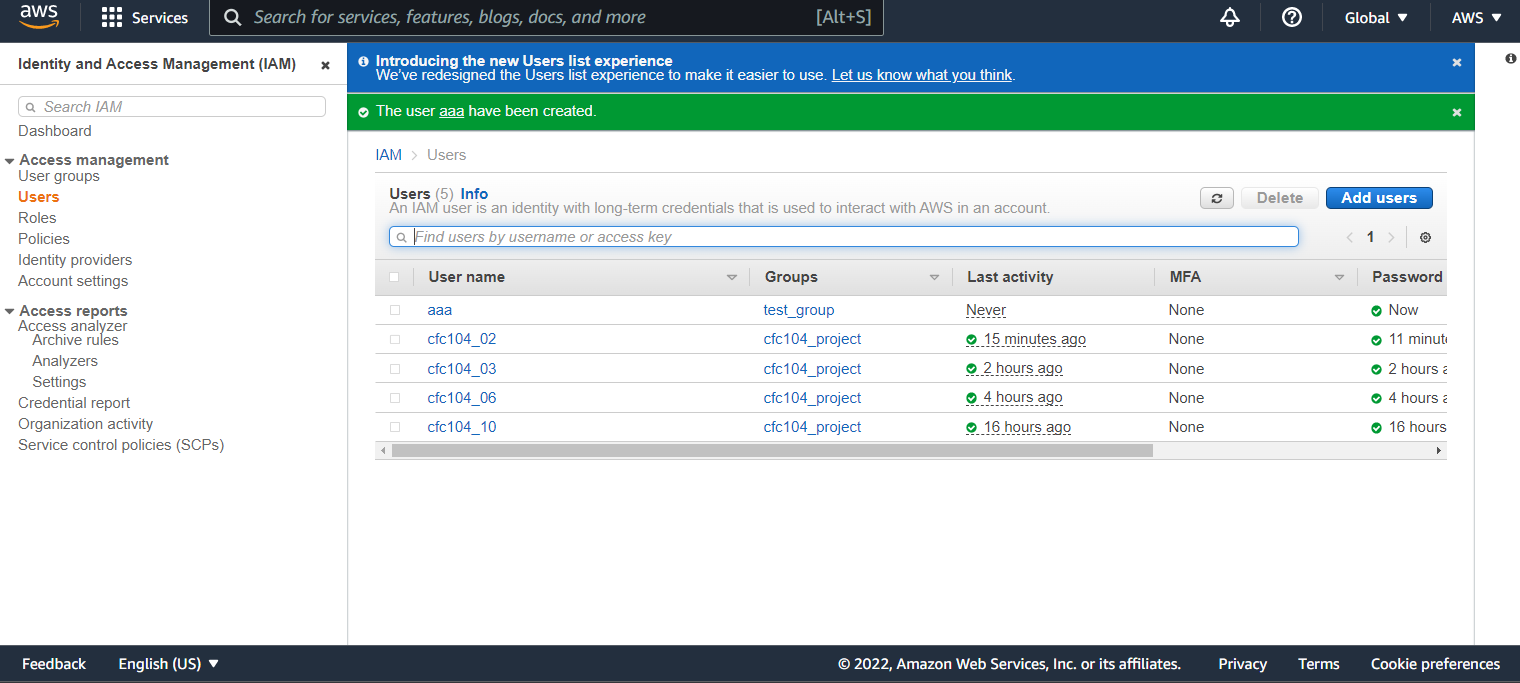 aws Services Search for services, features, blogs, docs, and more [Alt+S] Global AWS
Identity and Access Management (IAM)
Search IAM
Dashboard
Access management
User groups
Users
Roles
Policies
Identity providers
Account settings
Access reports
Access analyzer
Archive rules
Analyzers
Settings
Credential report
Organization activity
Service control policies (SCPs)
Introducing the new Users list experience
We've redesigned the Users list experience to make it easier to use. Let us know what you think.
The user aaa have been created.
IAM > Users
Users (5) Info
An IAM user is an identity with long-term credentials that is used to interact with AWS in an account.
Delete Add users
Find users by username or access key
1
User name Groups Last activity MFA Password
aaa test_group Never None Now
cfc104_02 cfc104_project 15 minutes ago None 11 minut
cfc104_03 cfc104_project 2 hours ago None 2 hours a
cfc104_06 cfc104_project 4 hours ago None 4 hours a
cfc104_10 cfc104_project 16 hours ago None 16 hours
Feedback English (US) © 2022, Amazon Web Services, Inc. or its affiliates. Privacy Terms Cookie preferences